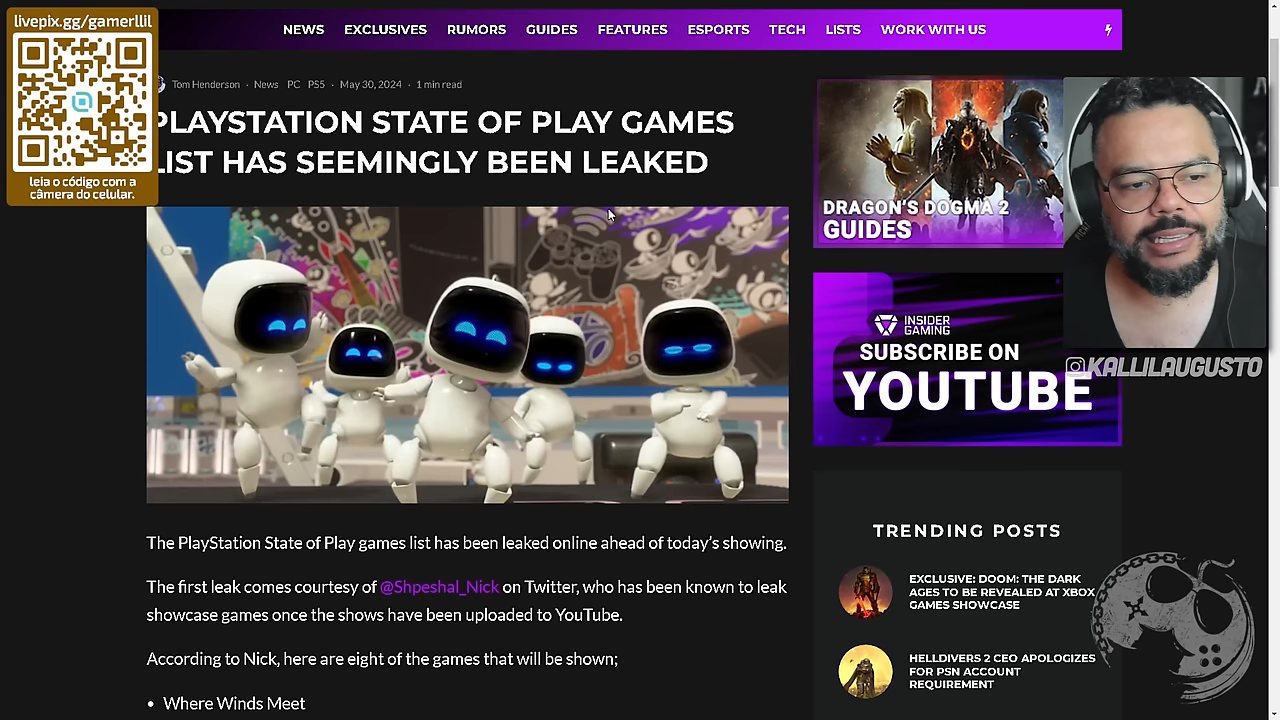 livepix.gg/gamerllil
leia o código com a
câmera do celular.
NEWS EXCLUSIVES RUMORS GUIDES FEATURES ESPORTS TECH LISTS WORK WITH US
Tom Henderson · News PC PS5 · May 30, 2024 · 1 min read
PLAYSTATION STATE OF PLAY GAMES
LIST HAS SEEMINGLY BEEN LEAKED
The PlayStation State of Play games list has been leaked online ahead of today's showing.
The first leak comes courtesy of @Shpeshal_Nick on Twitter, who has been known to leak
showcase games once the shows have been uploaded to YouTube.
According to Nick, here are eight of the games that will be shown;
• Where Winds Meet
DRAGON'S DOGMA 2
GUIDES
INSIDER
GAMING
SUBSCRIBE ON
YOUTUBE
KALLILAUGUSTO
TRENDING POSTS
EXCLUSIVE: DOOM: THE DARK
AGES TO BE REVEALED AT XBOX
GAMES SHOWCASE
HELLDIVERS 2 CEO APOLOGIZES
FOR PSN ACCOUNT
REQUIREMENT